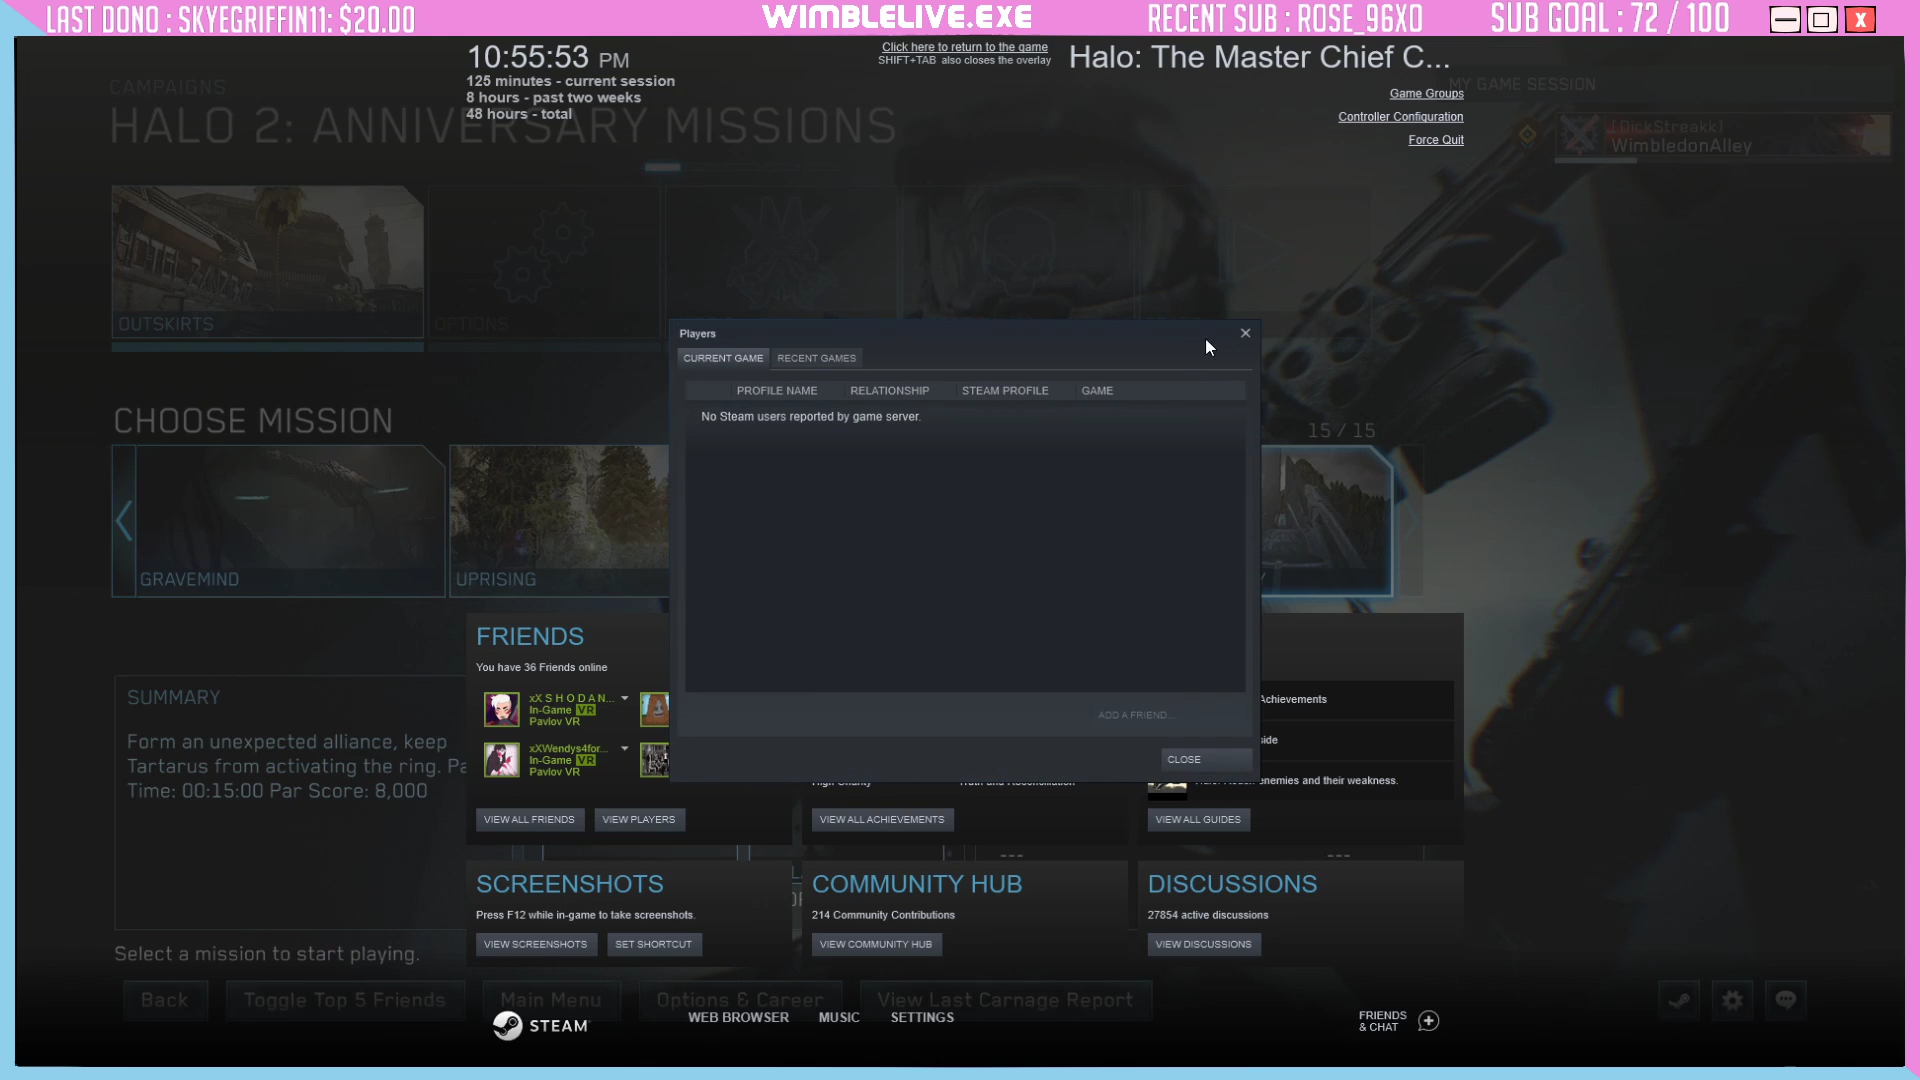 LAST DONO : SKYEGRIFFIN11: $20.00
WIMBLELIVE.EXE
RECENT SUB : ROSE_96XO
SUB GOAL : 72 / 100
X
10:55:53 PM
125 minutes - current session
8 hours - past two weeks
48 hours - total
Click here to return to the game
SHIFT+TAB also closes the overlay
Halo: The Master Chief C...
Game Groups
Controller Configuration
Force Quit
CAMPAIGNS
HALO 2: ANNIVERSARY MISSIONS
MY GAME SESSION
WimbledonAlley
OUTSKIRTS
OPTIONS
Players
CURRENT GAME
RECENT GAMES
PROFILE NAME
RELATIONSHIP
STEAM PROFILE
GAME
No Steam users reported by game server.
ADD A FRIEND...
CLOSE
CHOOSE MISSION
15 / 15
GRAVEMIND
UPRISING
SUMMARY
Form an unexpected alliance, keep
Tartarus from activating the ring. Pa
Time: 00:15:00 Par Score: 8,000
FRIENDS
You have 36 Friends online
xX S H O D A N...
In-Game VR
Pavlov VR
xXWendys4for...
In-Game VR
Pavlov VR
VIEW ALL FRIENDS
VIEW PLAYERS
VIEW ALL ACHIEVEMENTS
Achievements
side
enemies and their weakness.
VIEW ALL GUIDES
SCREENSHOTS
Press F12 while in-game to take screenshots.
VIEW SCREENSHOTS
SET SHORTCUT
COMMUNITY HUB
214 Community Contributions
VIEW COMMUNITY HUB
DISCUSSIONS
27854 active discussions
VIEW DISCUSSIONS
Select a mission to start playing.
Back
Toggle Top 5 Friends
Main Menu
Options & Career
View Last Carnage Report
STEAM
WEB BROWSER
MUSIC
SETTINGS
FRIENDS
& CHAT